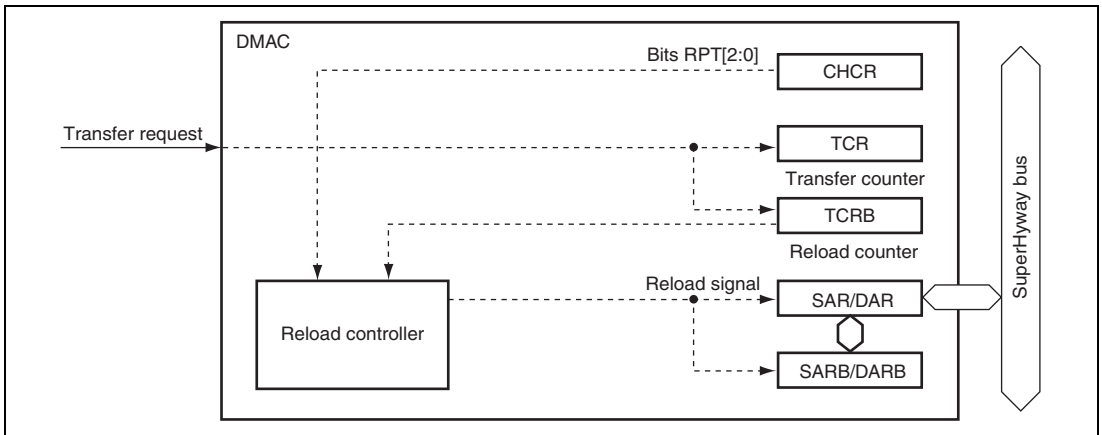 DMAC
Bits RPT[2:0]
CHCR
Transfer request
TCR
Transfer counter
TCRB
Reload counter
Reload signal
SAR/DAR
Reload controller
SARB/DARB
SuperHyway bus